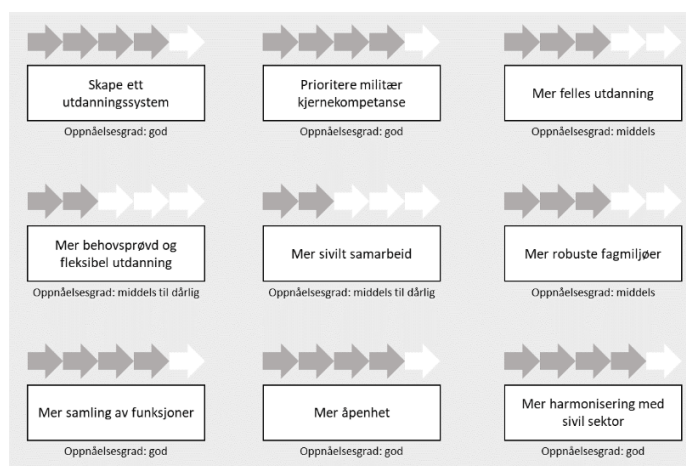 Skape ett
utdanningssystem
Oppnåelsesgrad: god
Prioritere militær
kjernekompetanse
Oppnåelsesgrad: god
Mer felles utdanning
Oppnåelsesgrad: middels
Mer behovsprøvd og
fleksibel utdanning
Oppnåelsesgrad: middels til dårlig
Mer sivilt samarbeid
Oppnåelsesgrad: middels til dårlig
Mer robuste fagmiljøer
Oppnåelsesgrad: middels
Mer samling av funksjoner
Oppnåelsesgrad: god
Mer åpenhet
Oppnåelsesgrad: god
Mer harmonisering med
sivil sektor
Oppnåelsesgrad: god